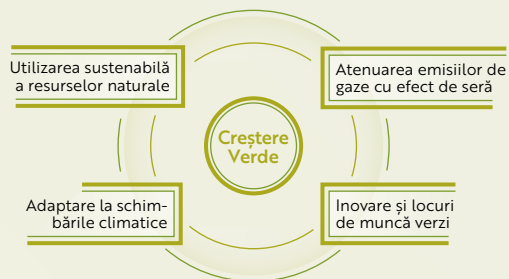 Utilizarea sustenabilă
a resurselor naturale
Atenuarea emisiilor de
gaze cu efect de seră
Creștere
Verde
Adaptare la schim-
bările climatice
Inovare și locuri
de muncă verzi